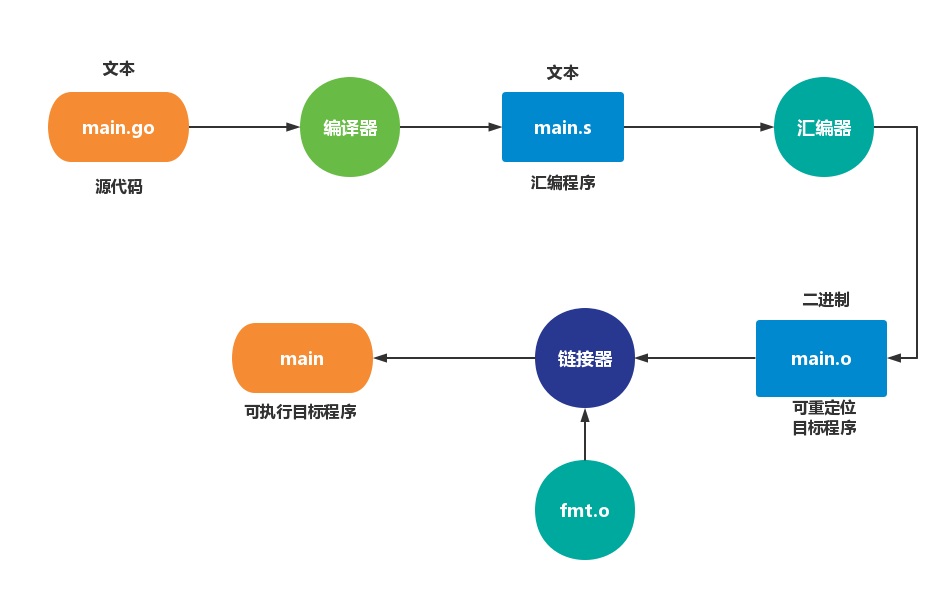 文本
文本
main.go
编译器
main.s
汇编器
源代码
汇编程序
二进制
main
链接器
main.o
可执行目标程序
可重定位
目标程序
fmt.o